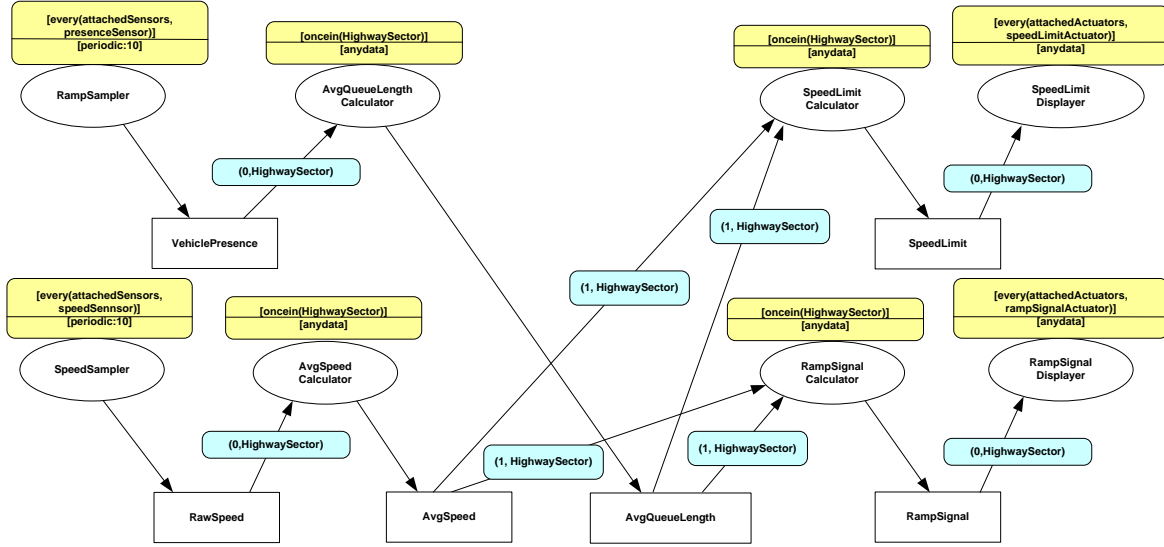 [every(attachedSensors,
presenceSensor)]
[periodic:10]
RampSampler
[oncein(HighwaySector)]
[anydata]
AvgQueueLength
Calculator
[oncein(HighwaySector)]
[anydata]
SpeedLimit
Calculator
[every(attachedActuators,
speedLimitActuator)]
[anydata]
SpeedLimit
Displayer
(0,HighwaySector)
(0,HighwaySector)
VehiclePresence
(1, HighwaySector)
SpeedLimit
(1, HighwaySector)
[every(attachedSensors,
speedSennsor)]
[periodic:10]
SpeedSampler
[oncein(HighwaySector)]
[anydata]
AvgSpeed
Calculator
[oncein(HighwaySector)]
[anydata]
RampSignal
Calculator
[every(attachedActuators,
rampSignalActuator)]
[anydata]
RampSignal
Displayer
(0,HighwaySector)
(1, HighwaySector)
(1, HighwaySector)
(0,HighwaySector)
RawSpeed
AvgSpeed
AvgQueueLength
RampSignal